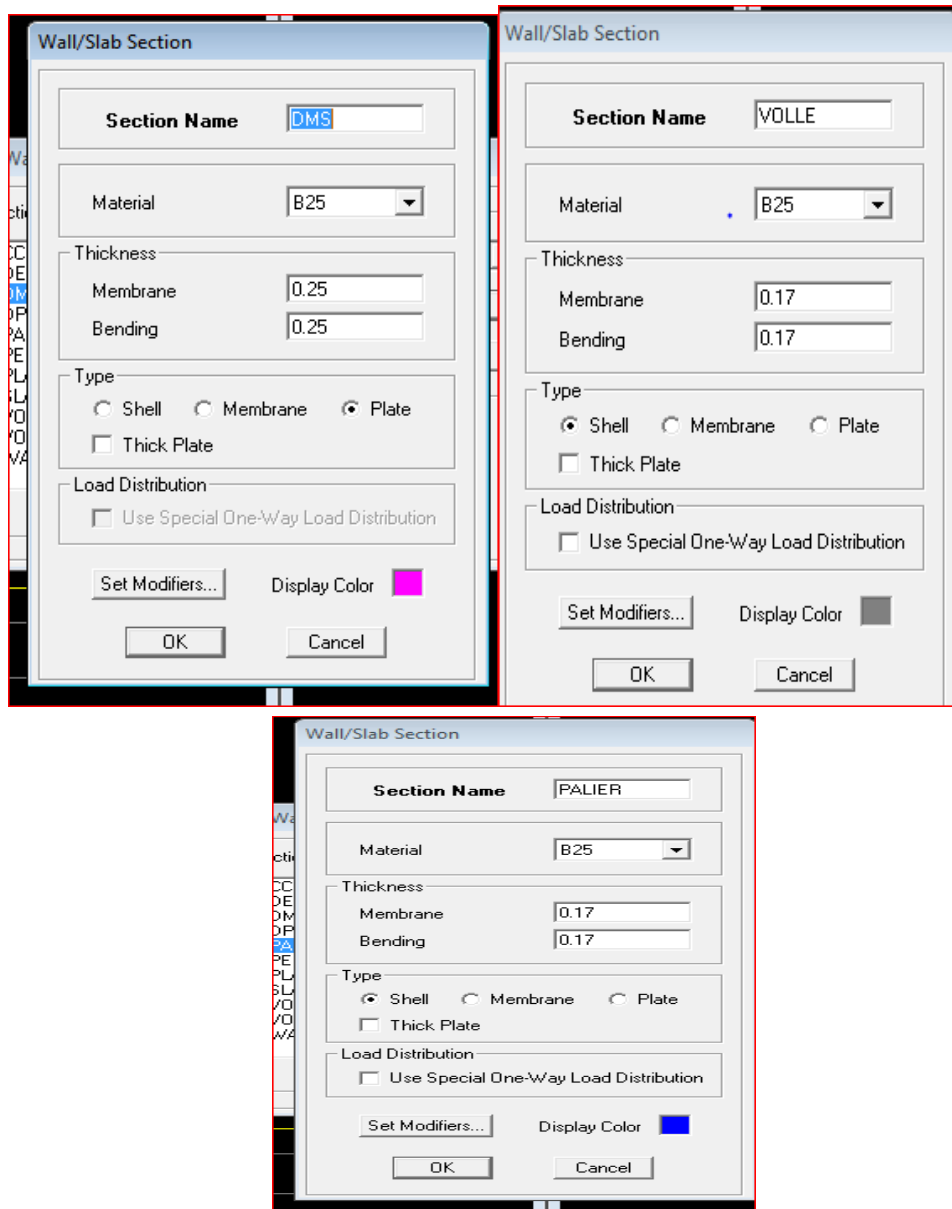 Wall/Slab Section
Section Name DMS
Material B25
Thickness
Membrane 0.25
Bending 0.25
Type
Shell Membrane Plate
Thick Plate
Load Distribution
Use Special One-Way Load Distribution
Set Modifiers... Display Color
OK Cancel
Wall/Slab Section
Section Name VOLLE
Material B25
Thickness
Membrane 0.17
Bending 0.17
Type
Shell Membrane Plate
Thick Plate
Load Distribution
Use Special One-Way Load Distribution
Set Modifiers... Display Color
OK Cancel
Wall/Slab Section
Section Name PALIER
Material B25
Thickness
Membrane 0.17
Bending 0.17
Type
Shell Membrane Plate
Thick Plate
Load Distribution
Use Special One-Way Load Distribution
Set Modifiers... Display Color
OK Cancel